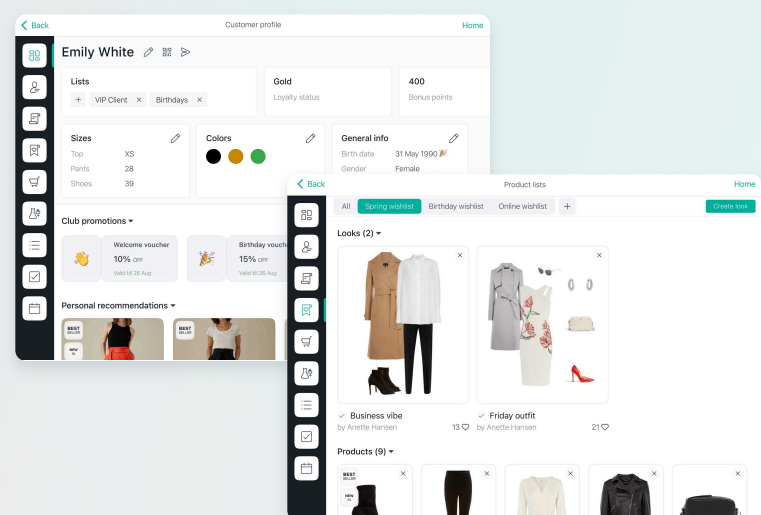 Back
Customer profile
Home
Emily White
Lists
+ VIP Client × Birthdays ×
Gold
Loyalty status
400
Bonus points
Sizes
Top XS
Pants 28
Shoes 39
Colors
General info
Birth date 31 May 1990
Gender Female
Club promotions
Welcome voucher
10% OFF
Valid till 26 Aug
Birthday vouch
15% OFF
Valid till 26 Aug
Personal recommendations
BEST
SELLER
NEW
IN
BEST
SELLER
Back
Product lists
Home
All Spring wishlist Birthday wishlist Online wishlist +
Create look
Looks (2)
Business vibe
by Anette Hansen 13
Friday outfit
by Anette Hansen 21
Products (9)
BEST
SELLER
NEW
IN